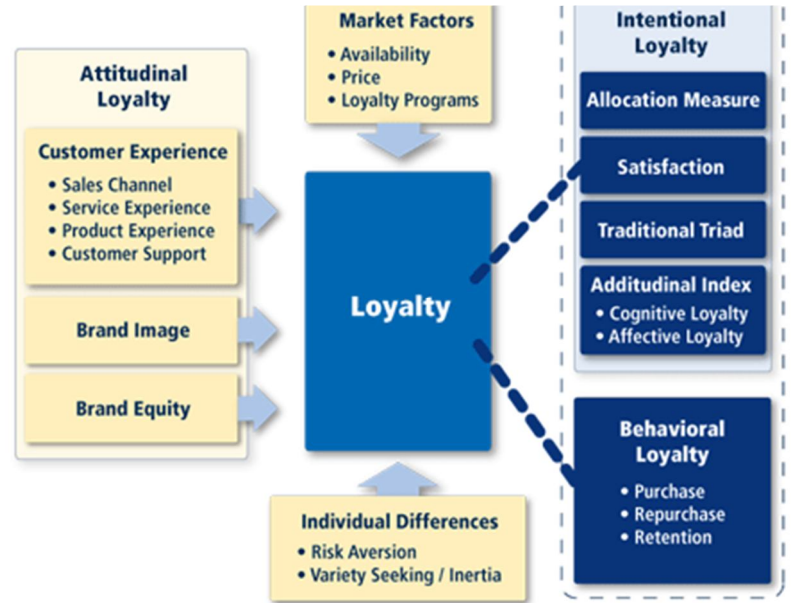 Attitudinal
Loyalty
Customer Experience
• Sales Channel
• Service Experience
• Product Experience
• Customer Support
Brand Image
Brand Equity
Market Factors
• Availability
• Price
• Loyalty Programs
Loyalty
Individual Differences
• Risk Aversion
• Variety Seeking / Inertia
Intentional
Loyalty
Allocation Measure
Satisfaction
Traditional Triad
Additudinal Index
• Cognitive Loyalty
• Affective Loyalty
Behavioral
Loyalty
• Purchase
• Repurchase
• Retention